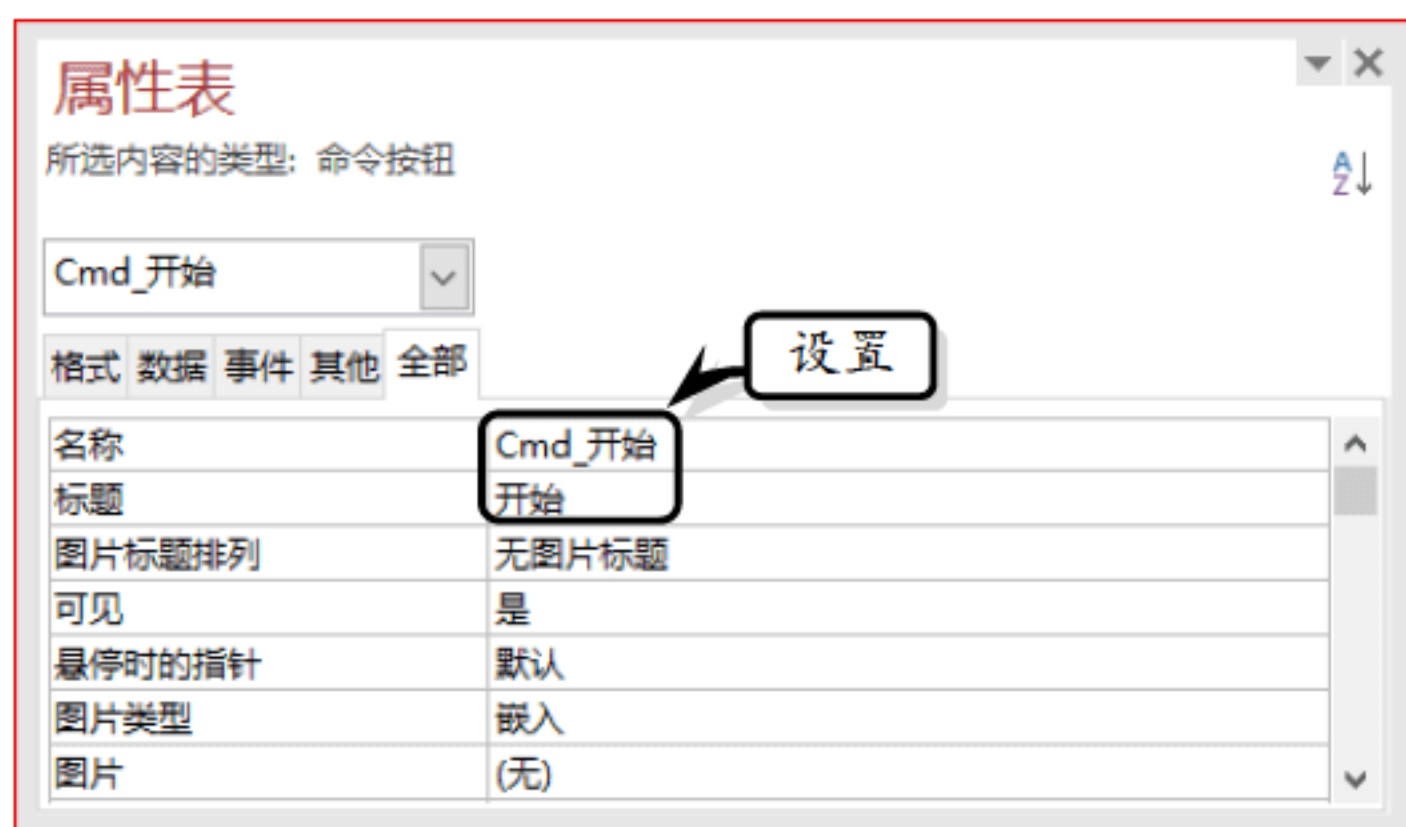 属性表
所选内容的类型: 命令按钮
Cmd_开始
格式 数据 事件 其他 全部
设置
名称 Cmd_开始
标题 开始
图片标题排列 无图片标题
可见 是
悬停时的指针 默认
图片类型 嵌入
图片 (无)